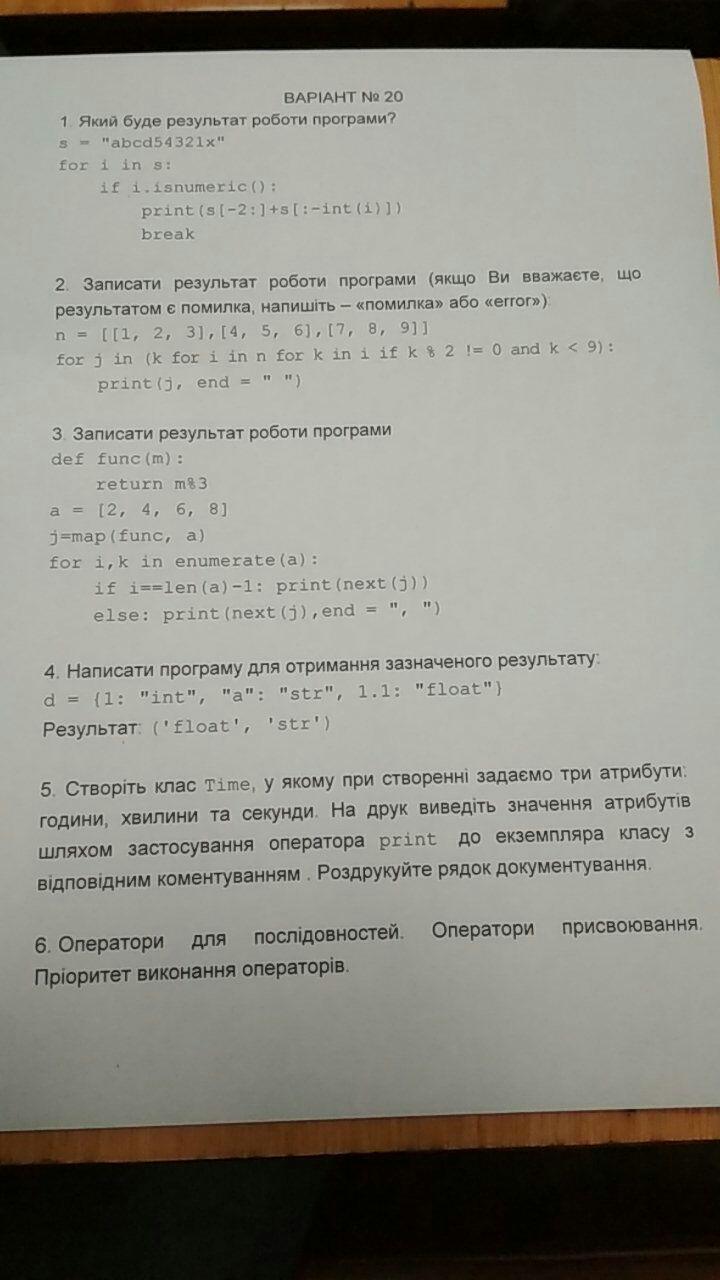 ВАРІАНТ № 20
1. Який буде результат роботи програми?
s = "abcd54321x"
for i in s:
    if i.isnumeric():
        print(s[-2:]+s[:-int(i)])
        break
2. Записати результат роботи програми (якщо Ви вважаєте, що
результатом є помилка, напишіть – «помилка» або «error»):
n = [[1, 2, 3],[4, 5, 6],[7, 8, 9]]
for j in (k for i in n for k in i if k % 2 != 0 and k < 9):
    print(j, end = " ")
3. Записати результат роботи програми
def func(m):
    return m%3
a = [2, 4, 6, 8]
j=map(func, a)
for i,k in enumerate(a):
    if i==len(a)-1: print(next(j))
    else: print(next(j),end = ", ")
4. Написати програму для отримання зазначеного результату:
d = {1: "int", "a": "str", 1.1: "float"}
Результат: ('float', 'str')
5. Створіть клас Time, у якому при створенні задаємо три атрибути:
години, хвилини та секунди. На друк виведіть значення атрибутів
шляхом застосування оператора print до екземпляра класу з
відповідним коментуванням . Роздрукуйте рядок документування.
6. Оператори для послідовностей. Оператори присвоювання.
Пріоритет виконання операторів.